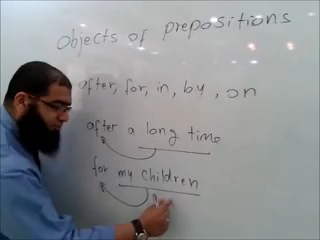 Objects of prepositions
after, for, in, by, on
after a long time
for my children